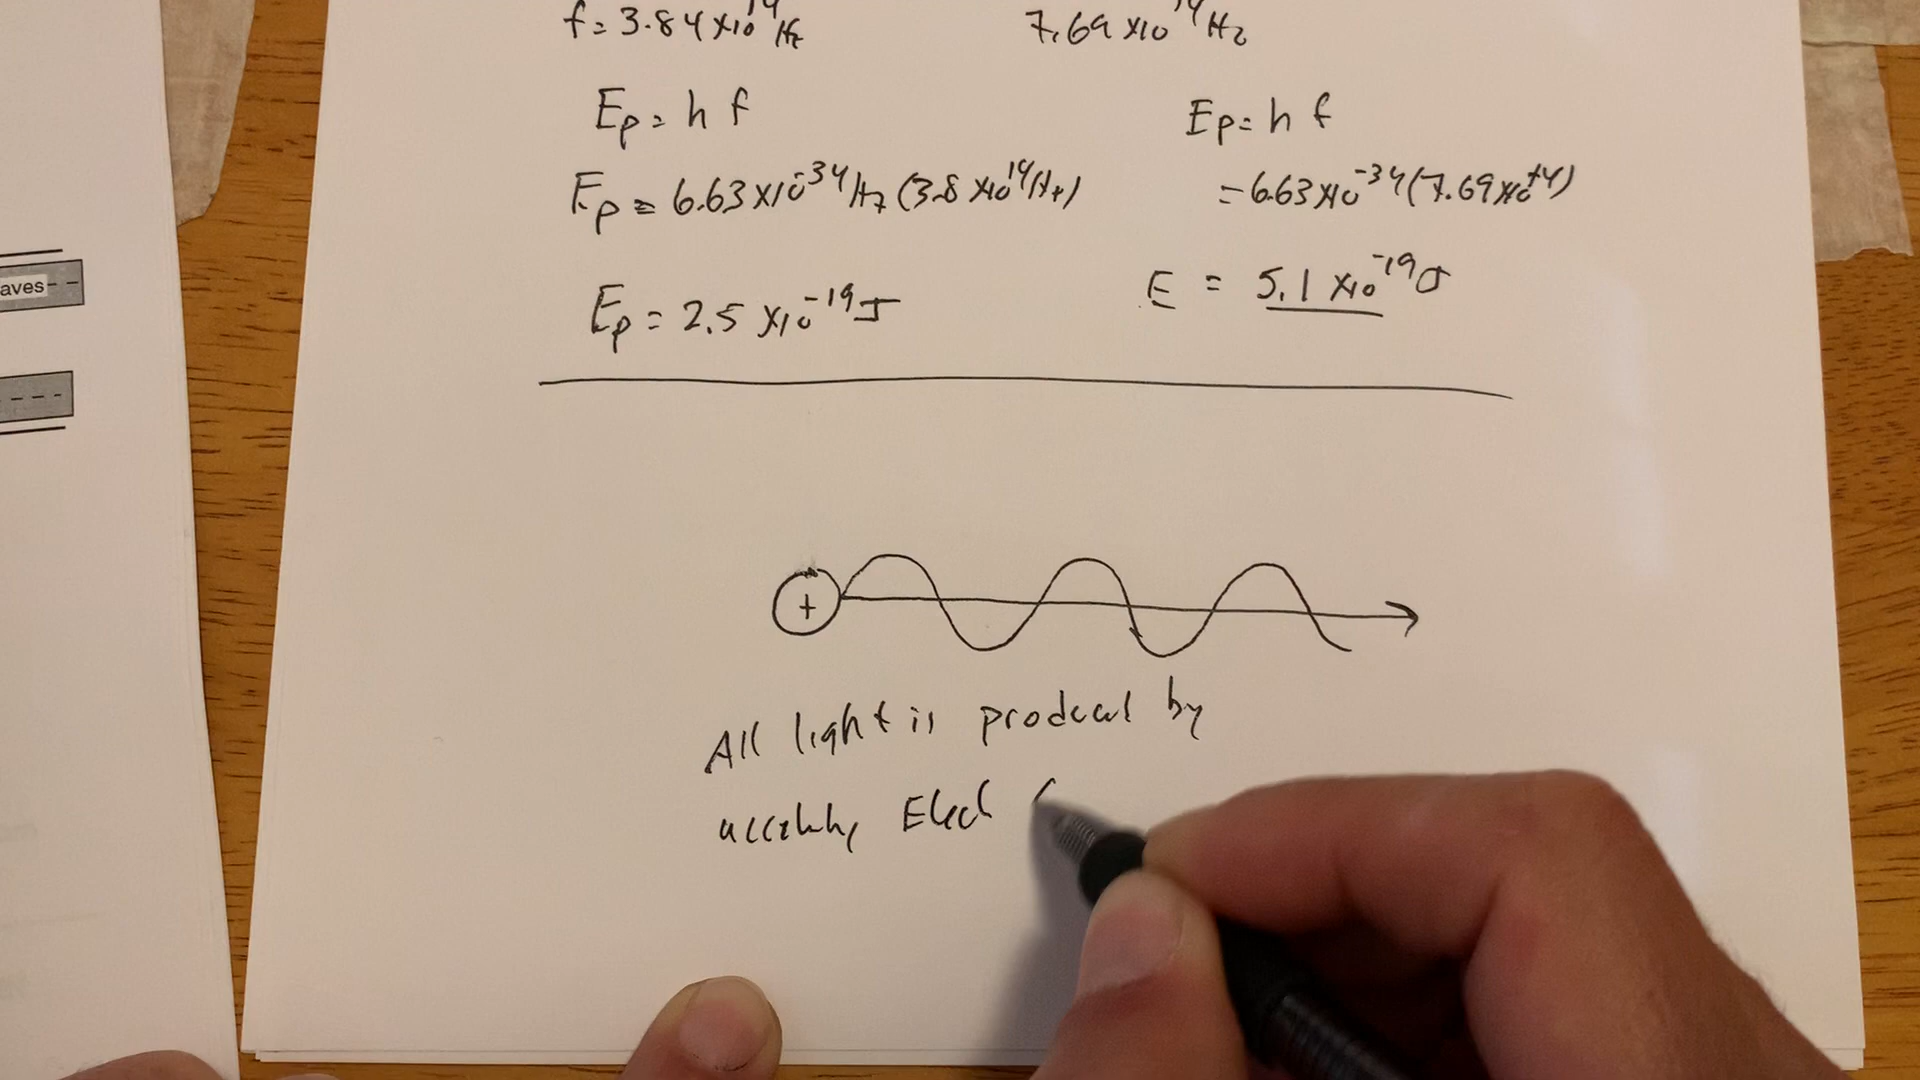 f = 3.84 x10^14 Hz
7.69 x10^14 Hz
Ep = h f
Ep = h f
Ep = 6.63 x10^-34 Hz (3.8 x10^14 Hz)
= 6.63 x10^-34 (7.69 x10^14)
Ep = 2.5 x10^-19 J
E = 5.1 x10^-19 J
aves
+
All light is by
Elect